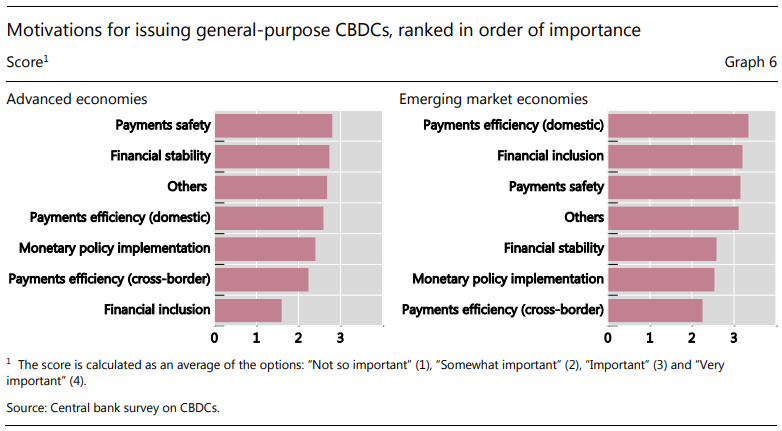 Motivations for issuing general-purpose CBDCs, ranked in order of importance
Score1 Graph 6
Advanced economies
Payments safety
Financial stability
Others
Payments efficiency (domestic)
Monetary policy implementation
Payments efficiency (cross-border)
Financial inclusion
0 1 2 3
Emerging market economies
Payments efficiency (domestic)
Financial inclusion
Payments safety
Others
Financial stability
Monetary policy implementation
Payments efficiency (cross-border)
0 1 2 3
1 The score is calculated as an average of the options: “Not so important” (1), “Somewhat important” (2), “Important” (3) and “Very
important” (4).
Source: Central bank survey on CBDCs.